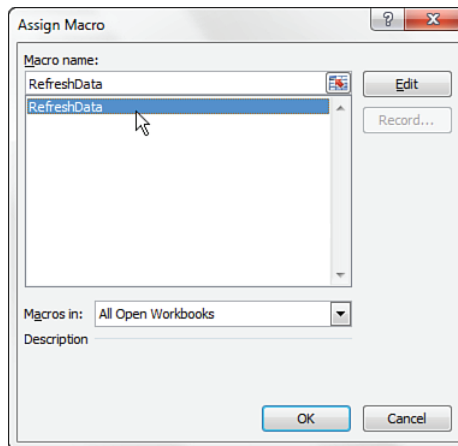 Assign Macro
Macro name:
RefreshData
Edit
RefreshData
Record...
Macros in:
All Open Workbooks
Description
OK
Cancel